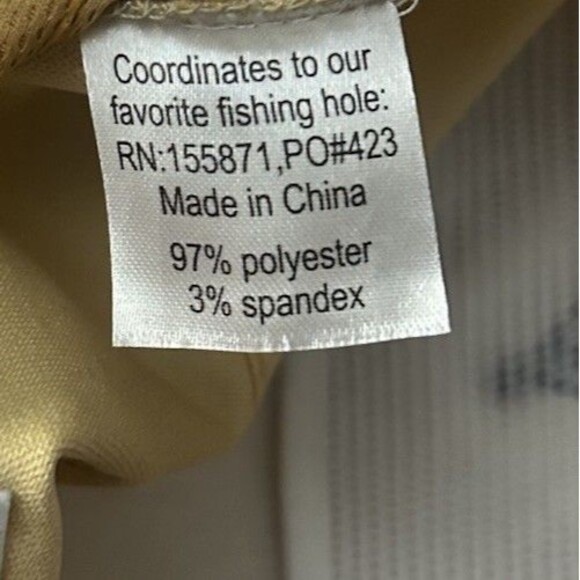 Coordinates to our
favorite fishing hole:
RN:155871,PO#423
Made in China
97% polyester
3% spandex